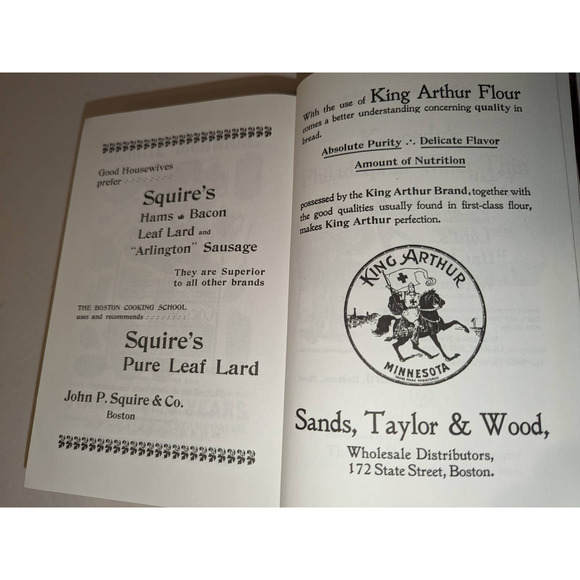 Good Housewives
prefer . . . . . . . .
Squire's
Hams Bacon
Leaf Lard and
"Arlington" Sausage
They are Superior
to all other brands
THE BOSTON COOKING SCHOOL
uses and recommends . . . . . . . .
Squire's
Pure Leaf Lard
John P. Squire & Co.
Boston
With the use of King Arthur Flour
comes a better understanding concerning quality in
bread.
Absolute Purity ∴ Delicate Flavor
Amount of Nutrition
possessed by the King Arthur Brand, together with
the good qualities usually found in first-class flour,
makes King Arthur perfection.
KING ARTHUR
MINNESOTA
Sands, Taylor & Wood,
Wholesale Distributors,
172 State Street, Boston.